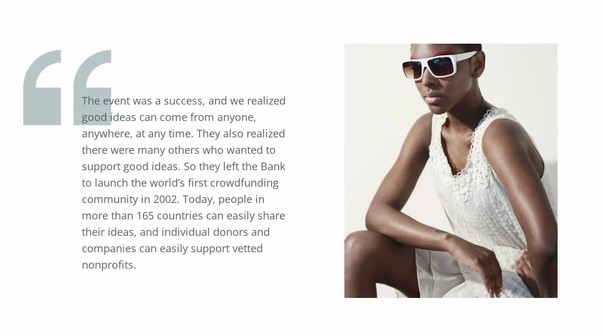 The event was a success, and we realized
good ideas can come from anyone,
anywhere, at any time. They also realized
there were many others who wanted to
support good ideas. So they left the Bank
to launch the world’s first crowdfunding
community in 2002. Today, people in
more than 165 countries can easily share
their ideas, and individual donors and
companies can easily support vetted
nonprofits.